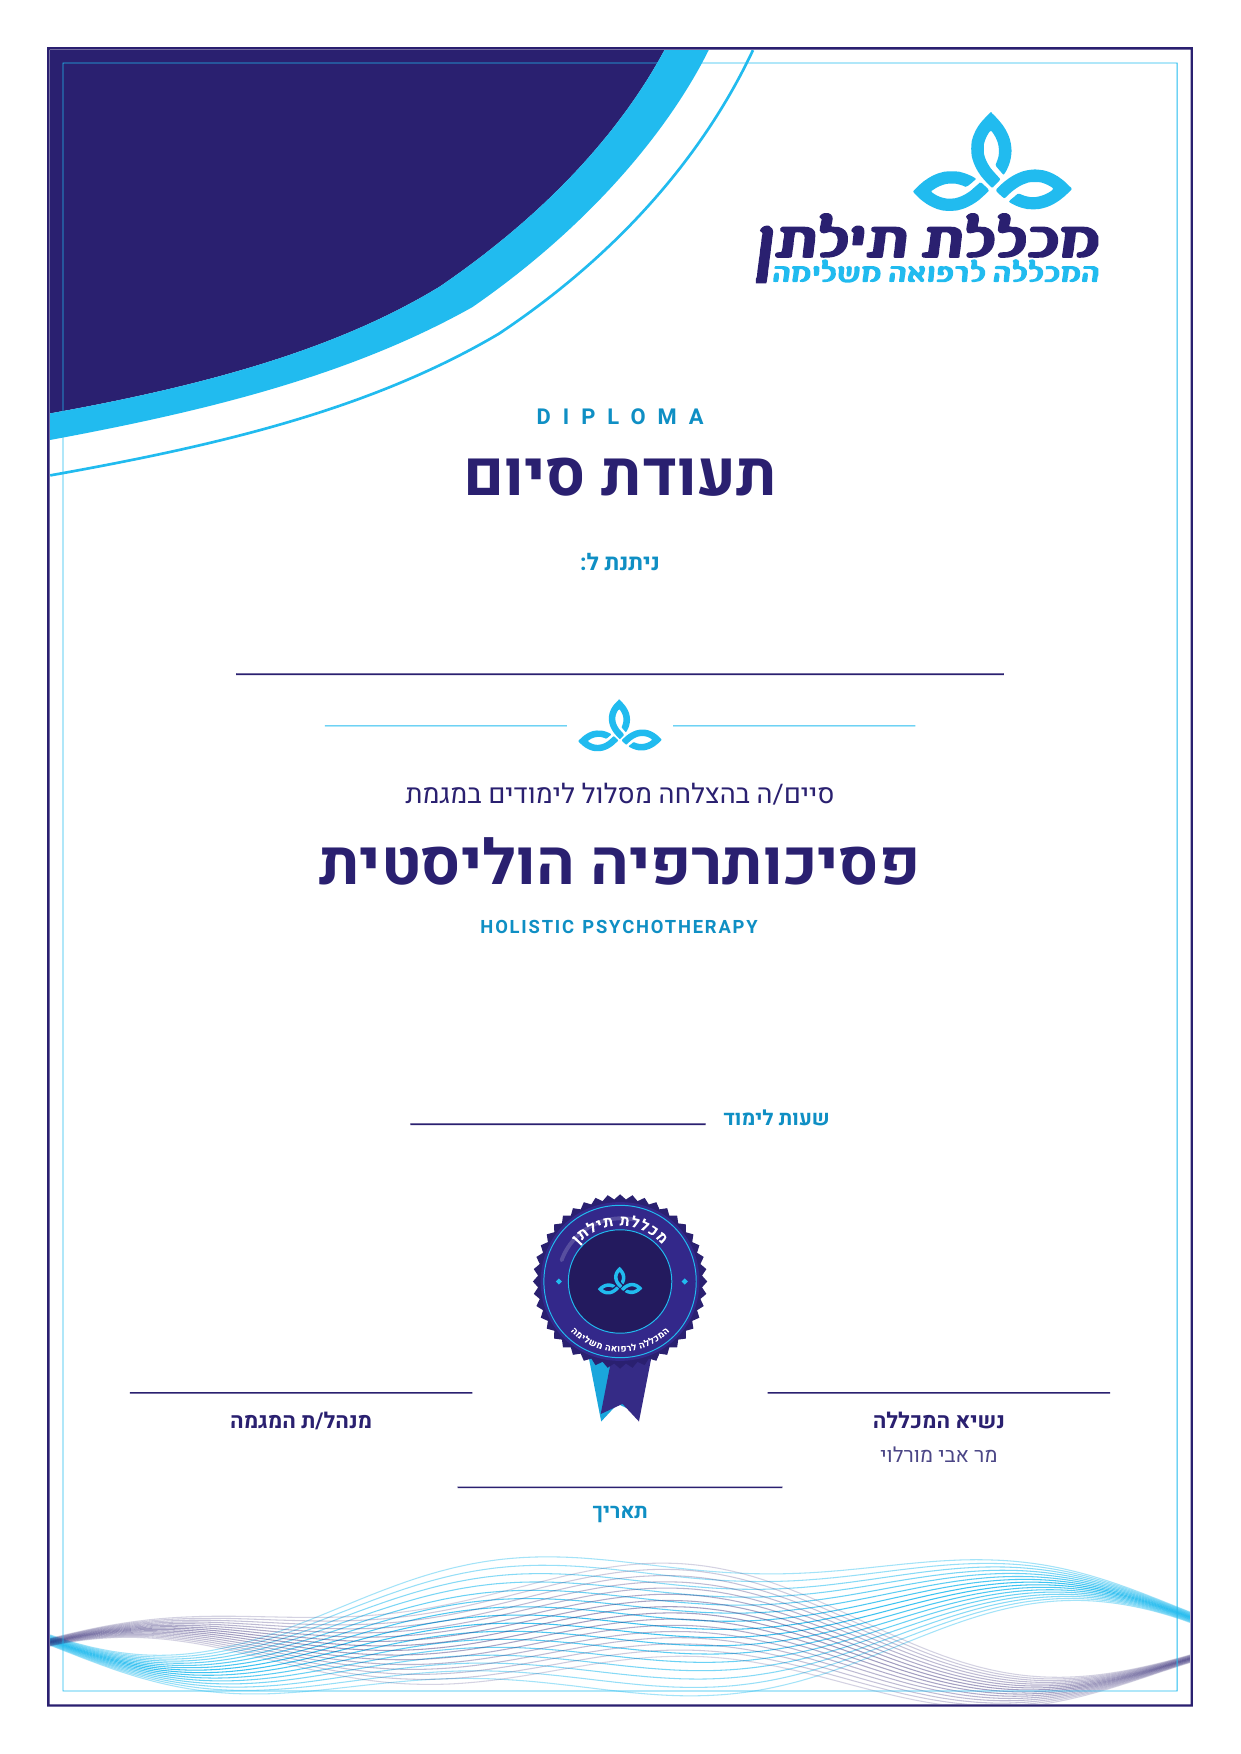 מכללת תילתן
המכללה לרפואה משלימה
DIPLOMA
תעודת סיום
ניתנת ל:
סיים/ה בהצלחה מסלול לימודים במגמת
פסיכותרפיה הוליסטית
HOLISTIC PSYCHOTHERAPY
שעות לימוד
מכללת תילתן
המכללה לרפואה משלימה
נשיא המכללה
מר אבי מורלוי
מנהל/ת המגמה
תאריך